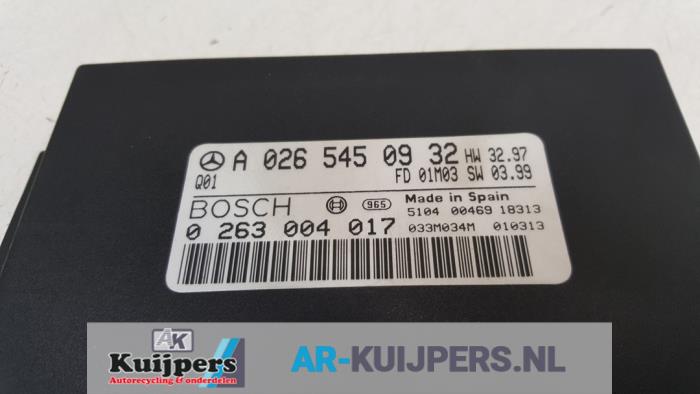 A 026 545 09 32 HW 32.97
Q01 FD 01M03 SW 03.99
BOSCH 965 Made in Spain
5104 00469 18313
0 263 004 017 033M034M 010313
AK
Kuijpers
Autorecycling & onderdelen
AR-KUIJPERS.NL